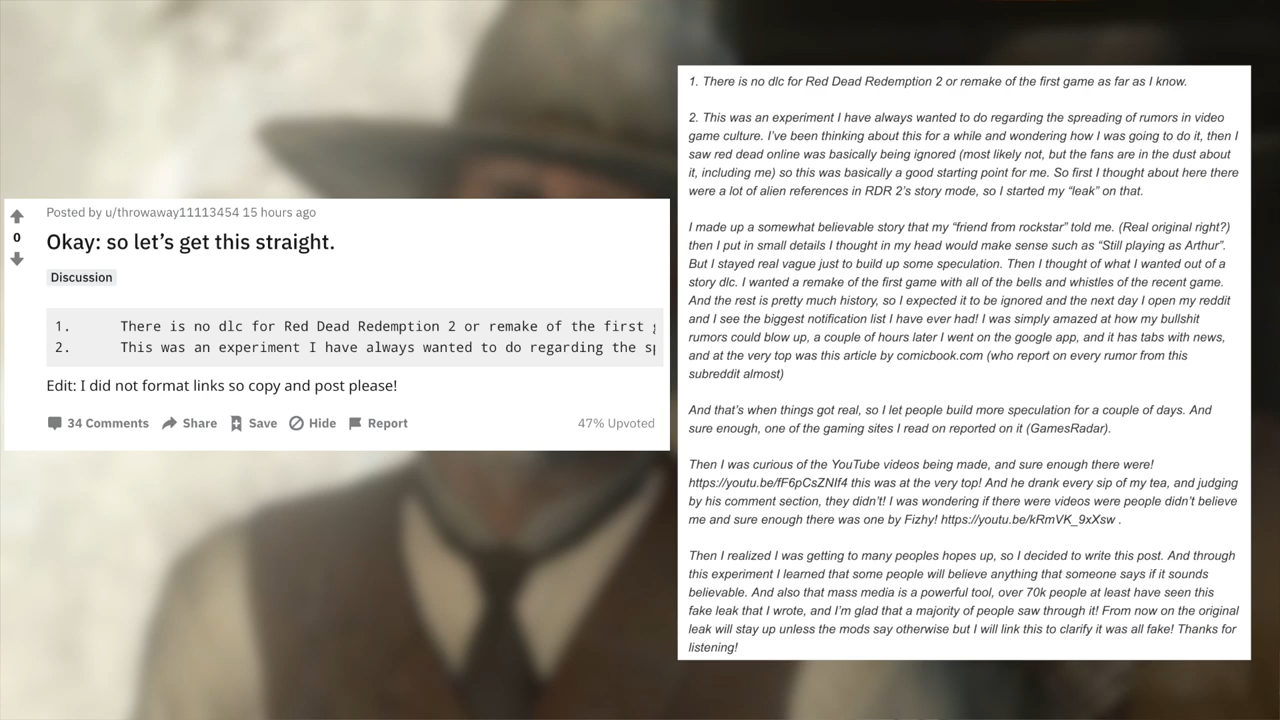 Posted by u/throwaway11113454 15 hours ago
0
Okay: so let’s get this straight.
Discussion
1. There is no dlc for Red Dead Redemption 2 or remake of the first
2. This was an experiment I have always wanted to do regarding the
Edit: I did not format links so copy and post please!
34 Comments Share Save Hide Report 47% Upvoted
1. There is no dlc for Red Dead Redemption 2 or remake of the first game as far as I know.
2. This was an experiment I have always wanted to do regarding the spreading of rumors in video
game culture. I’ve been thinking about this for a while and wondering how I was going to do it, then I
saw red dead online was basically being ignored (most likely not, but the fans are in the dust about
it, including me) so this was basically a good starting point for me. So first I thought about here there
were a lot of alien references in RDR 2’s story mode, so I started my “leak” on that.
I made up a somewhat believable story that my “friend from rockstar” told me. (Real original right?)
then I put in small details I thought in my head would make sense such as “Still playing as Arthur”.
But I stayed real vague just to build up some speculation. Then I thought of what I wanted out of a
story dlc. I wanted a remake of the first game with all of the bells and whistles of the recent game.
And the rest is pretty much history, so I expected it to be ignored and the next day I open my reddit
and I see the biggest notification list I have ever had! I was simply amazed at how my bullshit
rumors could blow up, a couple of hours later I went on the google app, and it has tabs with news,
and at the very top was this article by comicbook.com (who report on every rumor from this
subreddit almost)
And that’s when things got real, so I let people build more speculation for a couple of days. And
sure enough, one of the gaming sites I read on reported on it (GamesRadar).
Then I was curious of the YouTube videos being made, and sure enough there were!
https://youtu.be/fF6pCsZNIf4 this was at the very top! And he drank every sip of my tea, and judging
by his comment section, they didn’t! I was wondering if there were videos were people didn’t believe
me and sure enough there was one by Fizhy! https://youtu.be/kRmVK_9xXsw .
Then I realized I was getting to many peoples hopes up, so I decided to write this post. And through
this experiment I learned that some people will believe anything that someone says if it sounds
believable. And also that mass media is a powerful tool, over 70k people at least have seen this
fake leak that I wrote, and I’m glad that a majority of people saw through it! From now on the original
leak will stay up unless the mods say otherwise but I will link this to clarify it was all fake! Thanks for
listening!